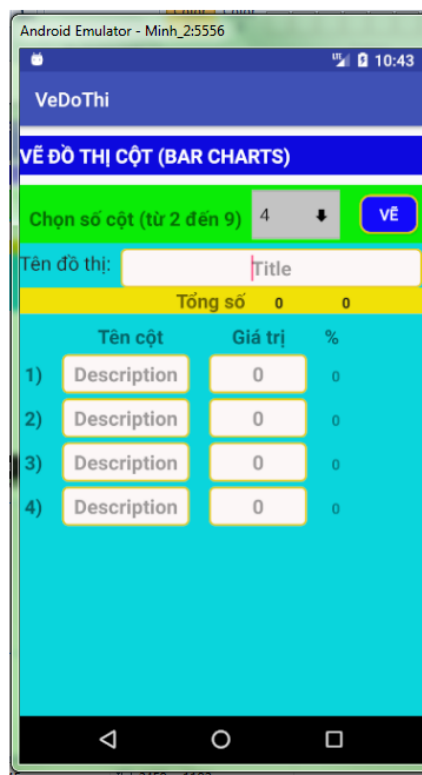 Android Emulator - Minh_2:5556
LTE 10:43
VeDoThi
VẼ ĐỒ THỊ CỘT (BAR CHARTS)
Chọn số cột (từ 2 đến 9) 4 VẼ
Tên đồ thị: Title
Tổng số 0 0
Tên cột Giá trị %
1) Description 0 0
2) Description 0 0
3) Description 0 0
4) Description 0 0